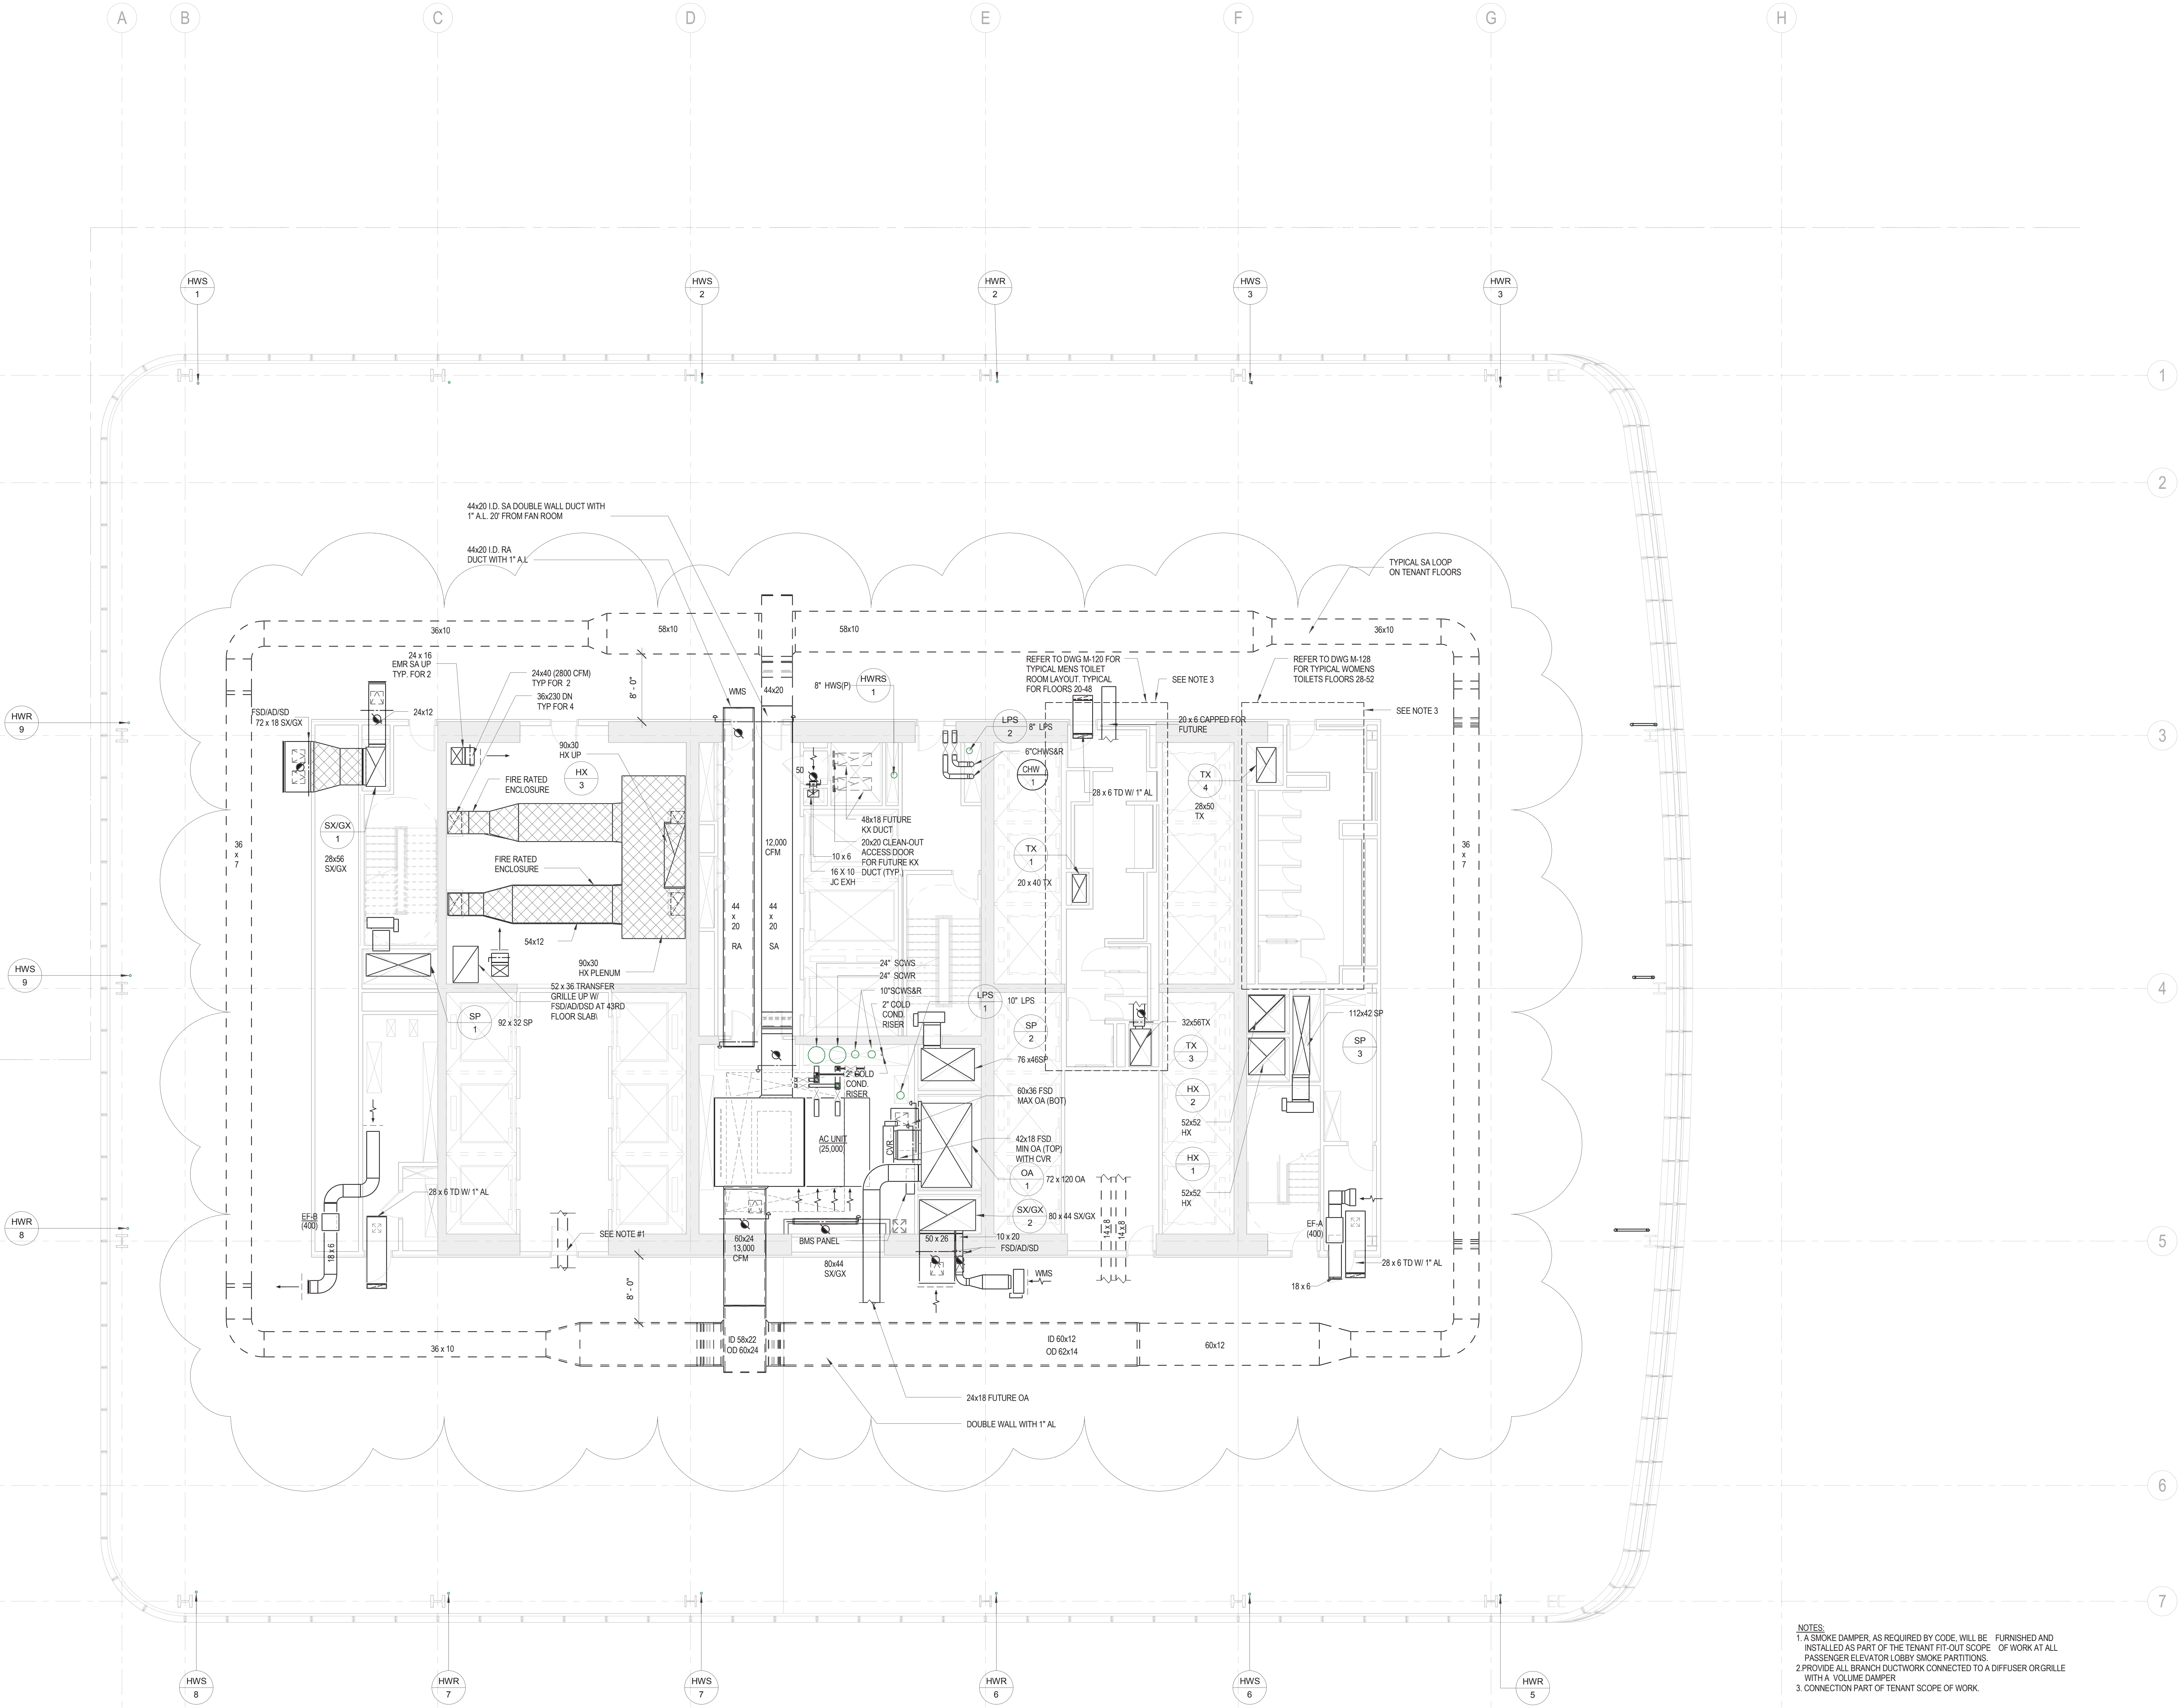 A
B
C
D
E
F
G
H
HWS
1
HWS
2
HWR
2
HWS
3
HWR
3
1
2
44x20 I.D. SA DOUBLE WALL DUCT WITH
1" A.L. 20' FROM FAN ROOM
44x20 I.D. RA
DUCT WITH 1" A.L
TYPICAL SA LOOP
ON TENANT FLOORS
36x10
58x10
58x10
36x10
24 x 16
EMR SA UP
TYP. FOR 2
24x40 (2800 CFM)
TYP FOR 2
36x230 DN
TYP FOR 4
8' - 0"
WMS
44x20
8" HWS(P)
HWRS
1
REFER TO DWG M-120 FOR
TYPICAL MENS TOILET
ROOM LAYOUT. TYPICAL
FOR FLOORS 20-48
SEE NOTE 3
REFER TO DWG M-128
FOR TYPICAL WOMENS
TOILETS FLOORS 28-52
SEE NOTE 3
HWR
9
FSD/AD/SD
72 x 18 SX/GX
24x12
LPS
2
8" LPS
20 x 6 CAPPED FOR
FUTURE
3
90x30
HX UP
HX
3
50
6"CHWS&R
CHW
1
TX
4
28x50
TX
FIRE RATED
ENCLOSURE
28 x 6 TD W/ 1" AL
SX/GX
1
28x56
SX/GX
36
x
7
48x18 FUTURE
KX DUCT
20x20 CLEAN-OUT
ACCESS DOOR
FOR FUTURE KX
DUCT (TYP.)
10 x 6
16 X 10
JC EXH
12,000
CFM
36
x
7
FIRE RATED
ENCLOSURE
TX
1
20 x 40 TX
44
x
20
RA
44
x
20
SA
54x12
HWS
9
90x30
HX PLENUM
24" SCWS
24" SCWR
10"SCWS&R
2" COLD
COND.
RISER
52 x 36 TRANSFER
GRILLE UP W/
FSD/AD/DSD AT 43RD
FLOOR SLAB\
4
SP
1
92 x 32 SP
LPS
1
10" LPS
SP
2
32x56TX
112x42 SP
SP
3
TX
3
76 x46SP
2" COLD
COND.
RISER
60x36 FSD
MAX OA (BOT)
HX
2
52x52
HX
AC UNIT
(25,000)
CVR
42x18 FSD
MIN OA (TOP)
WITH CVR
HX
1
52x52
HX
OA
1
72 x 120 OA
28 x 6 TD W/ 1" AL
SX/GX
2
80 x 44 SX/GX
HWR
8
EF-B
(400)
SEE NOTE #1
60x24
13,000
CFM
BMS PANEL
50 x 26
10 x 20
FSD/AD/SD
14 x 8
14 x 8
EF-A
(400)
5
18 x 6
80x44
SX/GX
WMS
28 x 6 TD W/ 1" AL
18 x 6
8' - 0"
ID 58x22
OD 60x24
ID 60x12
OD 62x14
60x12
36 x 10
24x18 FUTURE OA
DOUBLE WALL WITH 1" AL
6
7
HWS
8
HWR
7
HWS
7
HWR
6
HWS
6
HWR
5
NOTES:
1. A SMOKE DAMPER, AS REQUIRED BY CODE, WILL BE FURNISHED AND
INSTALLED AS PART OF THE TENANT FIT-OUT SCOPE OF WORK AT ALL
PASSENGER ELEVATOR LOBBY SMOKE PARTITIONS.
2.PROVIDE ALL BRANCH DUCTWORK CONNECTED TO A DIFFUSER OR GRILLE
WITH A VOLUME DAMPER
3. CONNECTION PART OF TENANT SCOPE OF WORK.